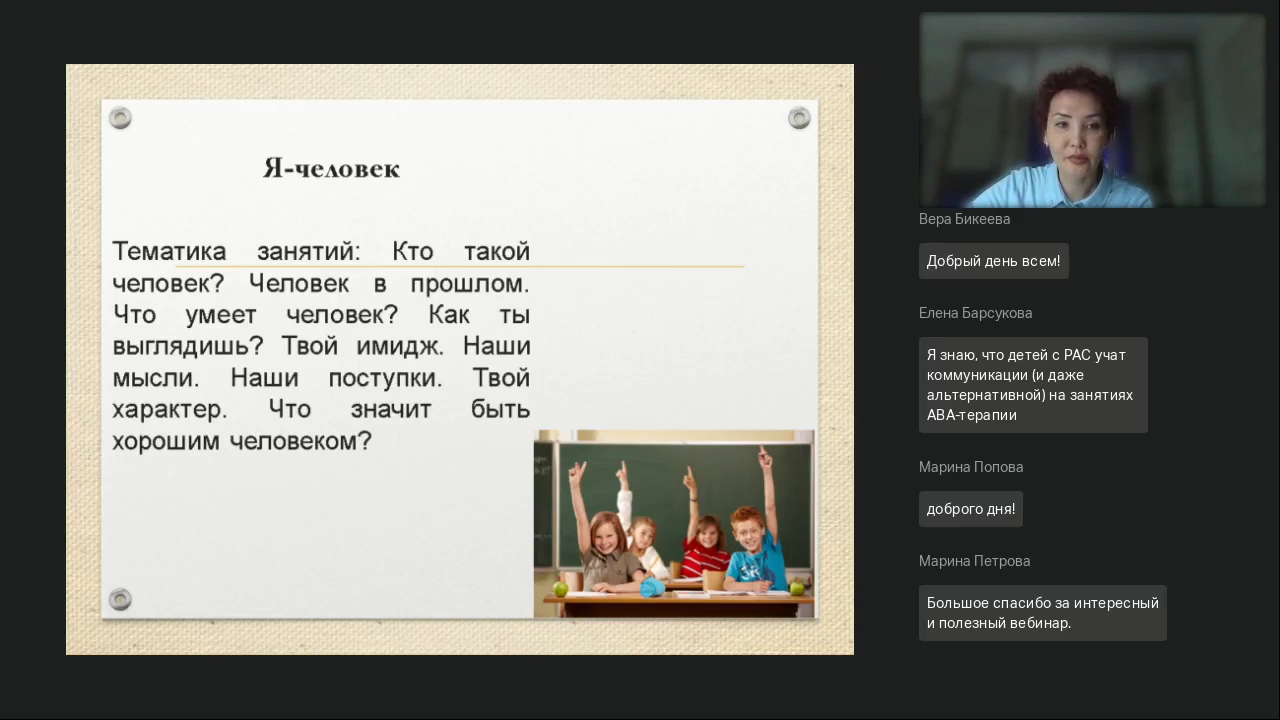 Я-человек
Тематика занятий: Кто такой
человек? Человек в прошлом.
Что умеет человек? Как ты
выглядишь? Твой имидж. Наши
мысли. Наши поступки. Твой
характер. Что значит быть
хорошим человеком?
Вера Бикеева
Добрый день всем!
Елена Барсукова
Я знаю, что детей с РАС учат
коммуникации (и даже
альтернативной) на занятиях
АВА-терапии
Марина Попова
доброго дня!
Марина Петрова
Большое спасибо за интересный
и полезный вебинар.